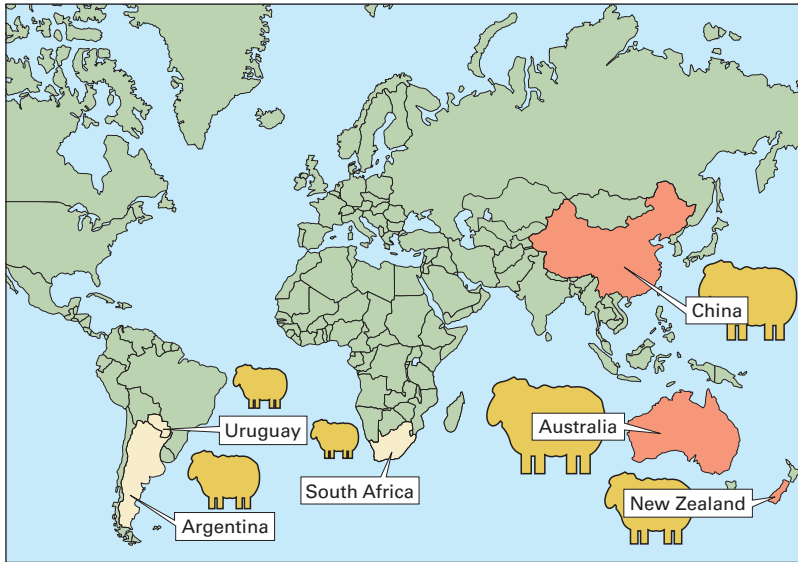 China
Australia
Uruguay
South Africa
New Zealand
Argentina